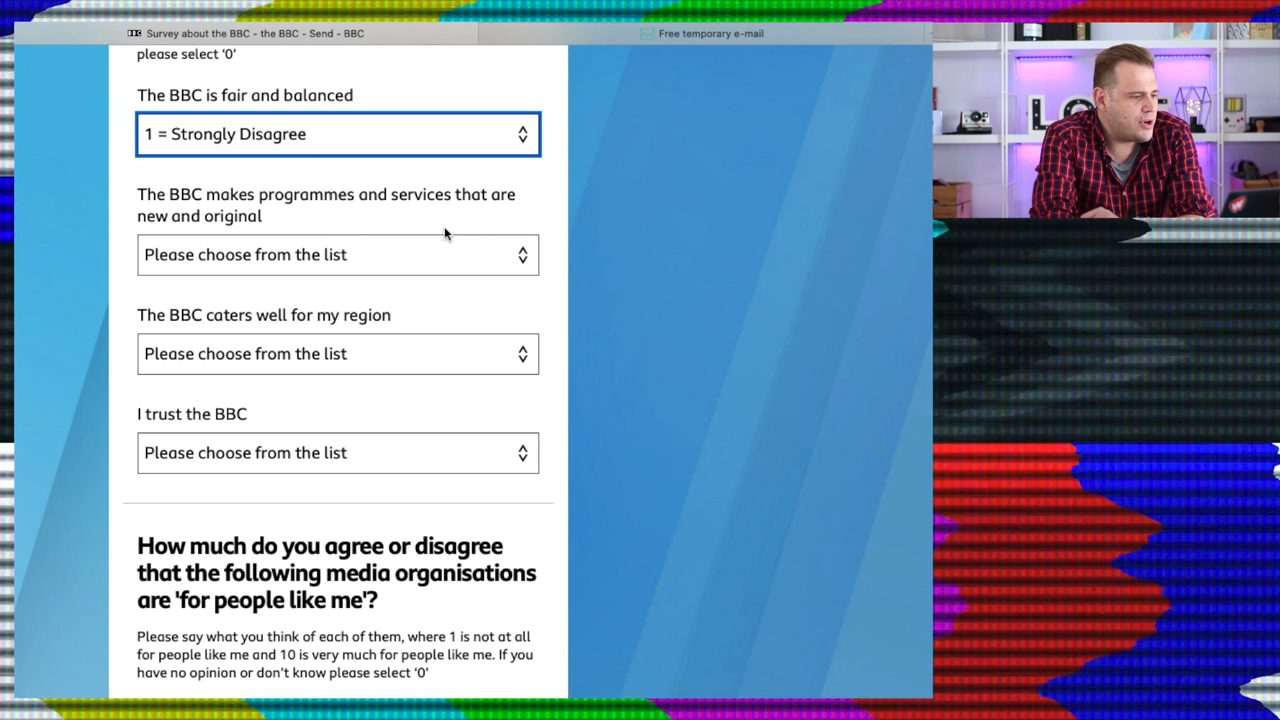 BBC Survey about the BBC - the BBC - Send - BBC
Free temporary e-mail
please select ‘0’
The BBC is fair and balanced
1 = Strongly Disagree
The BBC makes programmes and services that are
new and original
Please choose from the list
The BBC caters well for my region
Please choose from the list
I trust the BBC
Please choose from the list
How much do you agree or disagree
that the following media organisations
are 'for people like me'?
Please say what you think of each of them, where 1 is not at all
for people like me and 10 is very much for people like me. If you
have no opinion or don’t know please select ‘0’